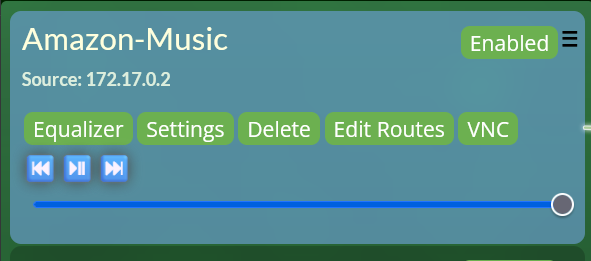 Amazon-Music
Enabled
Source: 172.17.0.2
Equalizer Settings Delete Edit Routes VNC